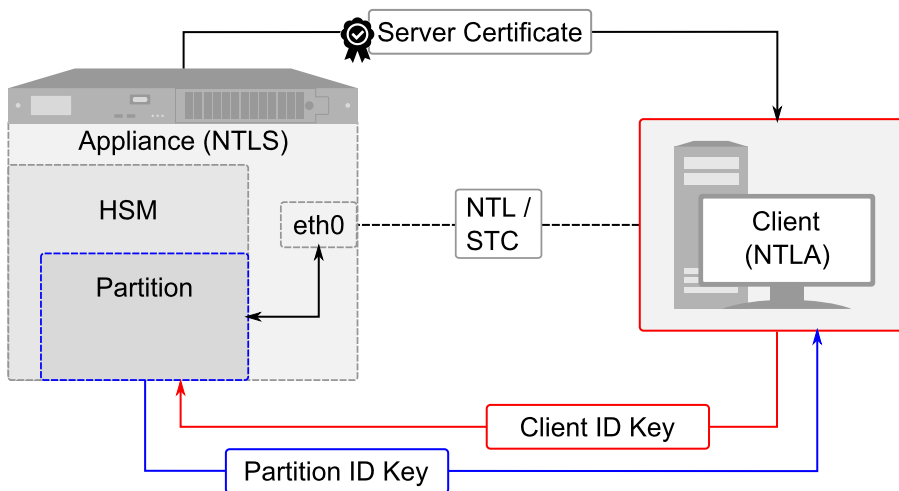 Server Certificate
Appliance (NTLS)
HSM
eth0
NTL /
STC
Client
(NTLA)
Partition
Client ID Key
Partition ID Key